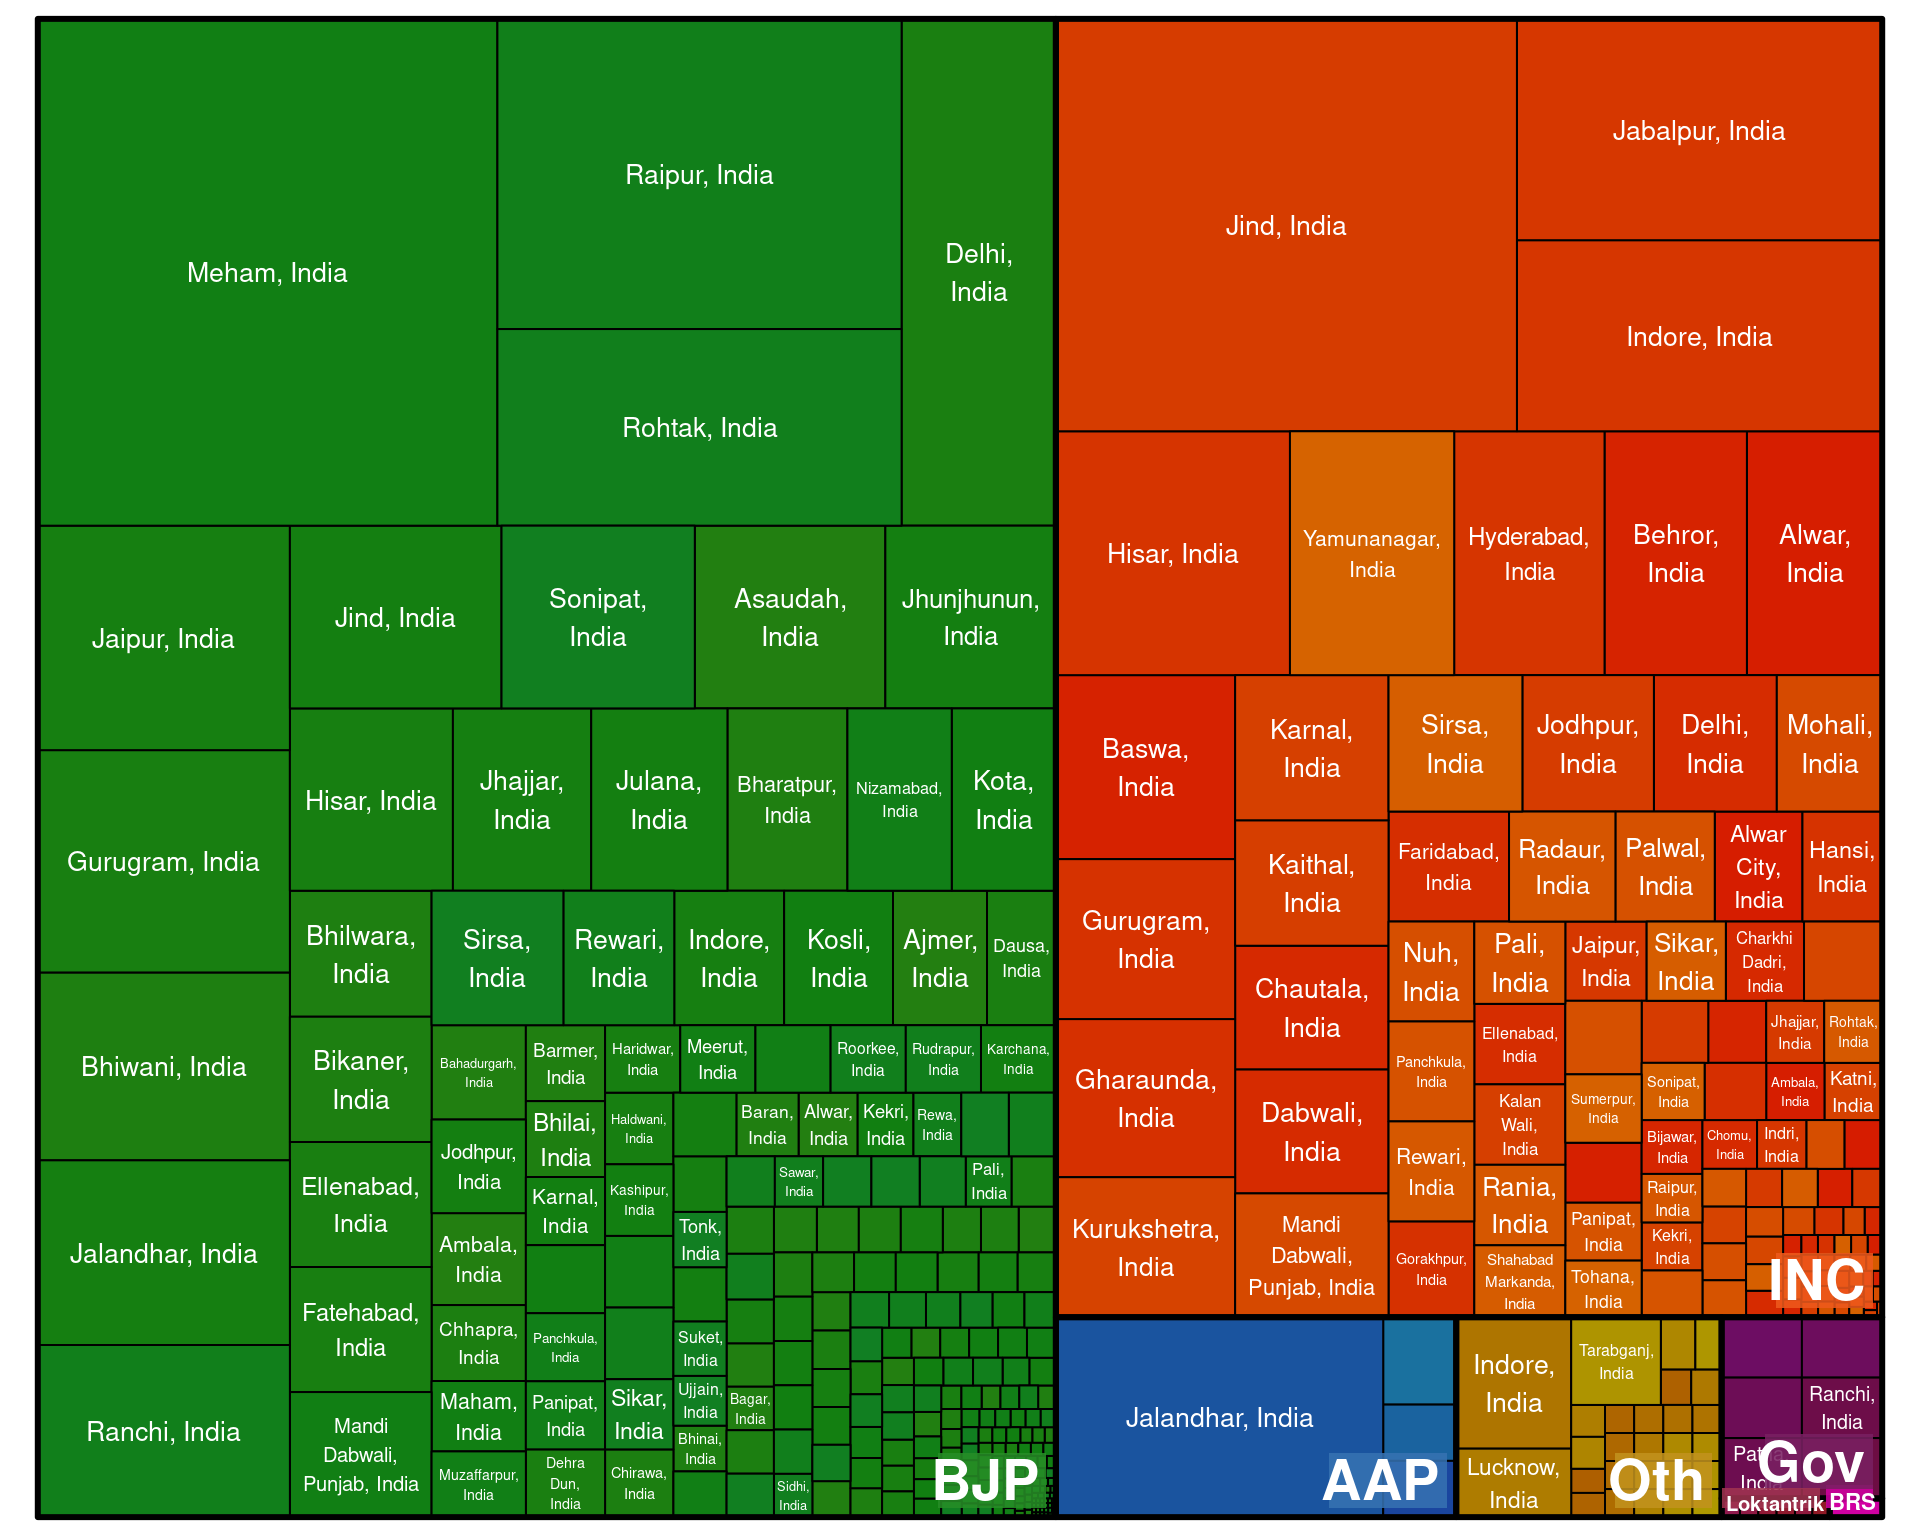 Meham, India
Raipur, India
Rohtak, India
Delhi,
India
Jaipur, India
Gurugram, India
Bhiwani, India
Jalandhar, India
Ranchi, India
Jind, India
Sonipat,
India
Asaudah,
India
Jhunjhunun,
India
Hisar, India
Jhajjar,
India
Julana,
India
Bharatpur,
India
Nizamabad,
India
Kota,
India
Bhilwara,
India
Bikaner,
India
Ellenabad,
India
Fatehabad,
India
Mandi
Dabwali,
Punjab, India
Sirsa,
India
Rewari,
India
Indore,
India
Kosli,
India
Ajmer,
India
Dausa,
India
Bahadurgarh,
India
Jodhpur,
India
Ambala,
India
Chhapra,
India
Maham,
India
Muzaffarpur,
India
Barmer,
India
Bhilai,
India
Karnal,
India
Panchkula,
India
Panipat,
India
Dehra
Dun,
India
Haridwar,
India
Haldwani,
India
Kashipur,
India
Sikar,
India
Chirawa,
India
Meerut,
India
Roorkee,
India
Rudrapur,
India
Karchana,
India
Baran,
India
Alwar,
India
Kekri,
India
Rewa,
India
Tonk,
India
Suket,
India
Ujjain,
India
Bhinai,
India
Sawar,
India
Pali,
India
Bagar,
India
Sidhi,
India
BJP
Jind, India
Jabalpur, India
Indore, India
Hisar, India
Yamunanagar,
India
Hyderabad,
India
Behror,
India
Alwar,
India
Baswa,
India
Gurugram,
India
Gharaunda,
India
Kurukshetra,
India
Karnal,
India
Kaithal,
India
Chautala,
India
Dabwali,
India
Mandi
Dabwali,
Punjab, India
Sirsa,
India
Jodhpur,
India
Delhi,
India
Mohali,
India
Faridabad,
India
Radaur,
India
Palwal,
India
Alwar
City,
India
Hansi,
India
Nuh,
India
Panchkula,
India
Rewari,
India
Gorakhpur,
India
Pali,
India
Ellenabad,
India
Kalan
Wali,
India
Rania,
India
Shahabad
Markanda,
India
Jaipur,
India
Sikar,
India
Charkhi
Dadri,
India
Sumerpur,
India
Panipat,
India
Tohana,
India
Jhajjar,
India
Rohtak,
India
Sonipat,
India
Ambala,
India
Katni,
India
Bijawar,
India
Chomu,
India
Indri,
India
Raipur,
India
Kekri,
India
INC
Jalandhar, India
AAP
Indore,
India
Lucknow,
India
Tarabganj,
India
Oth
Ranchi,
India
Gov
Loktantrik
BRS